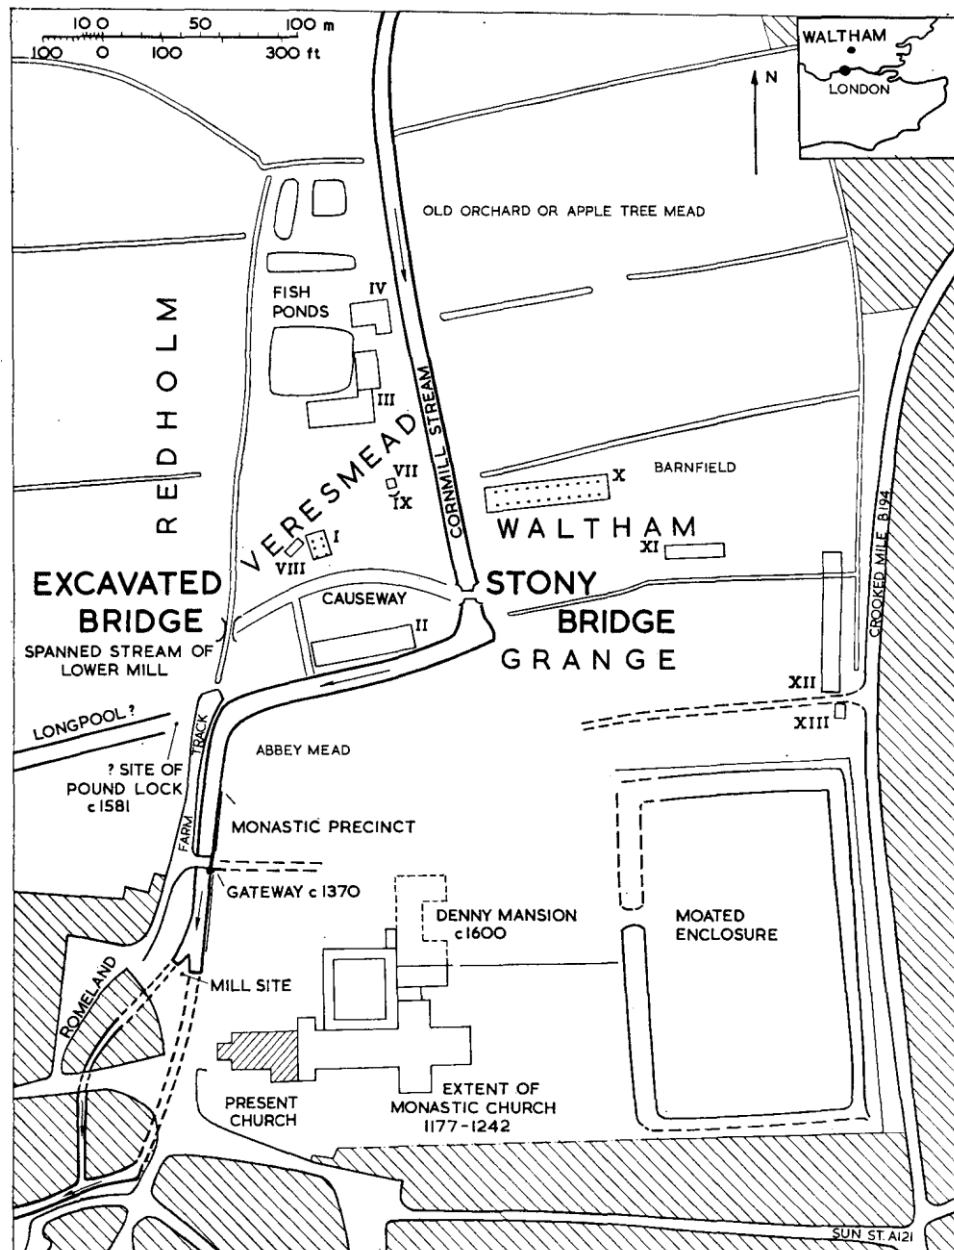 10 0 50 100 m
100 0 100 300 ft
WALTHAM
LONDON
N
OLD ORCHARD OR APPLE TREE MEAD
FISH
PONDS
IV
REDHOLM
III
CORNMILL STREAM
VERESMEAD
VII
IX
I
VIII
X
BARNFIELD
WALTHAM
XI
CROOKED MILE B194
EXCAVATED
BRIDGE
SPANNED STREAM OF
LOWER MILL
CAUSEWAY
II
STONY
BRIDGE
GRANGE
XII
XIII
LONGPOOL ?
? SITE OF
POUND LOCK
c1581
FARM TRACK
ABBEY MEAD
MONASTIC PRECINCT
GATEWAY c 1370
DENNY MANSION
c1600
MOATED
ENCLOSURE
ROMELAND
MILL SITE
PRESENT
CHURCH
EXTENT OF
MONASTIC CHURCH
1177-1242
SUN ST. A121